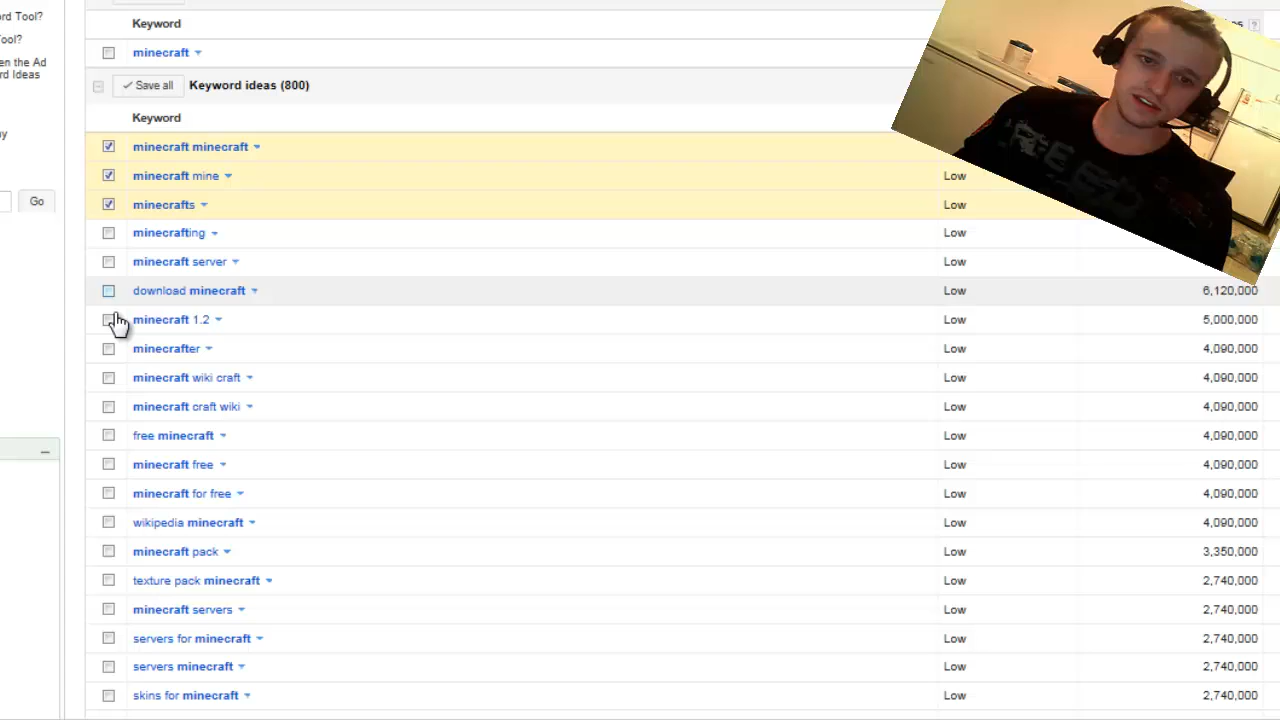 rd Tool?
Tool?
en the Ad
rd Ideas
y
Go
Keyword
minecraft
Save all Keyword ideas (800)
Keyword
minecraft minecraft
minecraft mine Low
minecrafts Low
minecrafting Low
minecraft server Low
download minecraft Low 6,120,000
minecraft 1.2 Low 5,000,000
minecrafter Low 4,090,000
minecraft wiki craft Low 4,090,000
minecraft craft wiki Low 4,090,000
free minecraft Low 4,090,000
minecraft free Low 4,090,000
minecraft for free Low 4,090,000
wikipedia minecraft Low 4,090,000
minecraft pack Low 3,350,000
texture pack minecraft Low 2,740,000
minecraft servers Low 2,740,000
servers for minecraft Low 2,740,000
servers minecraft Low 2,740,000
skins for minecraft Low 2,740,000